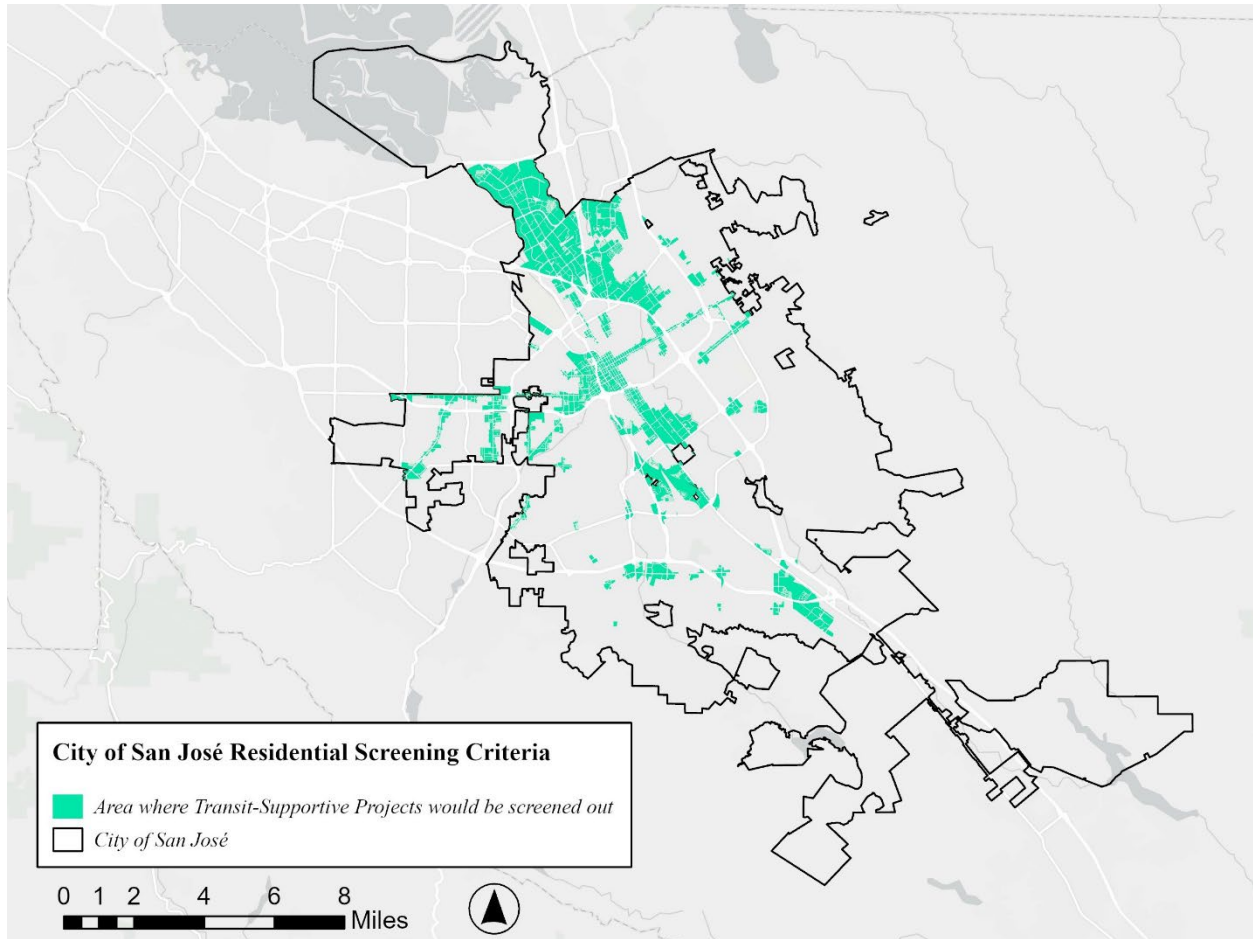 City of San José Residential Screening Criteria
Area where Transit-Supportive Projects would be screened out
City of San José
0 1 2 4 6 8
Miles